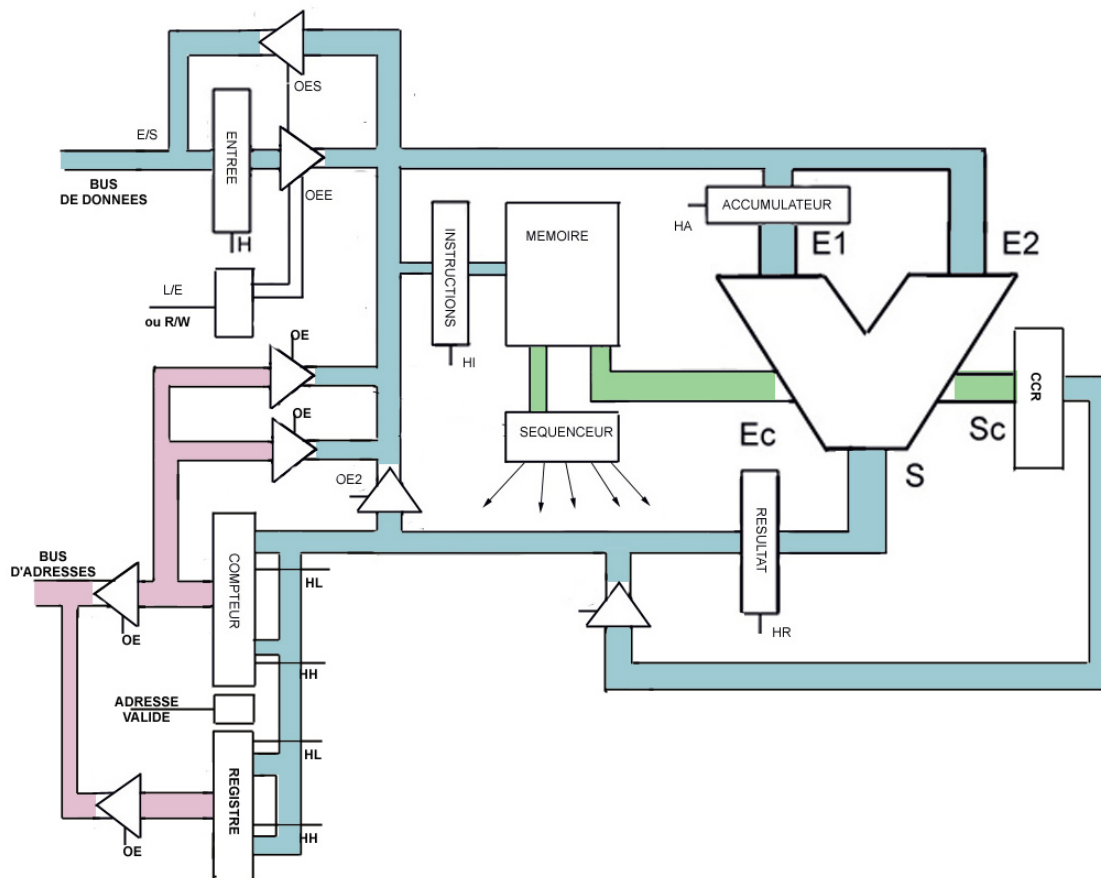 OES
E/S
ENTREE
BUS
DE DONNEES
OEE
H
L/E
ou R/W
INSTRUCTIONS
HI
MEMOIRE
HA
ACCUMULATEUR
E1
E2
OE
OE
SEQUENCEUR
Ec
Sc
CCR
S
OE2
RESULTAT
HR
BUS
D'ADRESSES
OE
COMPTEUR
HL
HH
ADRESSE
VALIDE
REGISTRE
HL
HH
OE